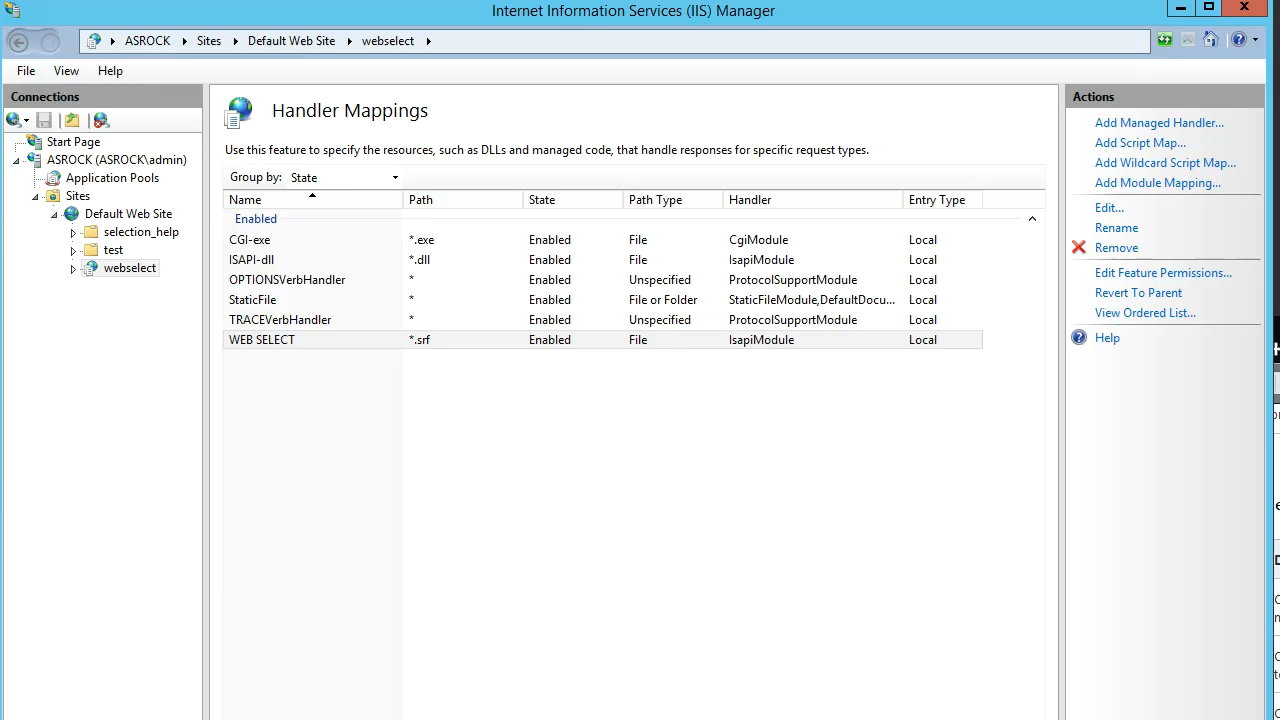 Internet Information Services (IIS) Manager
ASROCK Sites Default Web Site webselect
File View Help
Connections
Start Page
ASROCK (ASROCK\admin)
Application Pools
Sites
Default Web Site
selection_help
test
webselect
Handler Mappings
Use this feature to specify the resources, such as DLLs and managed code, that handle responses for specific request types.
Group by: State
Name Path State Path Type Handler Entry Type
Enabled
CGI-exe *.exe Enabled File CgiModule Local
ISAPI-dll *.dll Enabled File IsapiModule Local
OPTIONSVerbHandler * Enabled Unspecified ProtocolSupportModule Local
StaticFile * Enabled File or Folder StaticFileModule,DefaultDocu... Local
TRACEVerbHandler * Enabled Unspecified ProtocolSupportModule Local
WEB SELECT *.srf Enabled File IsapiModule Local
Actions
Add Managed Handler...
Add Script Map...
Add Wildcard Script Map...
Add Module Mapping...
Edit...
Rename
Remove
Edit Feature Permissions...
Revert To Parent
View Ordered List...
Help